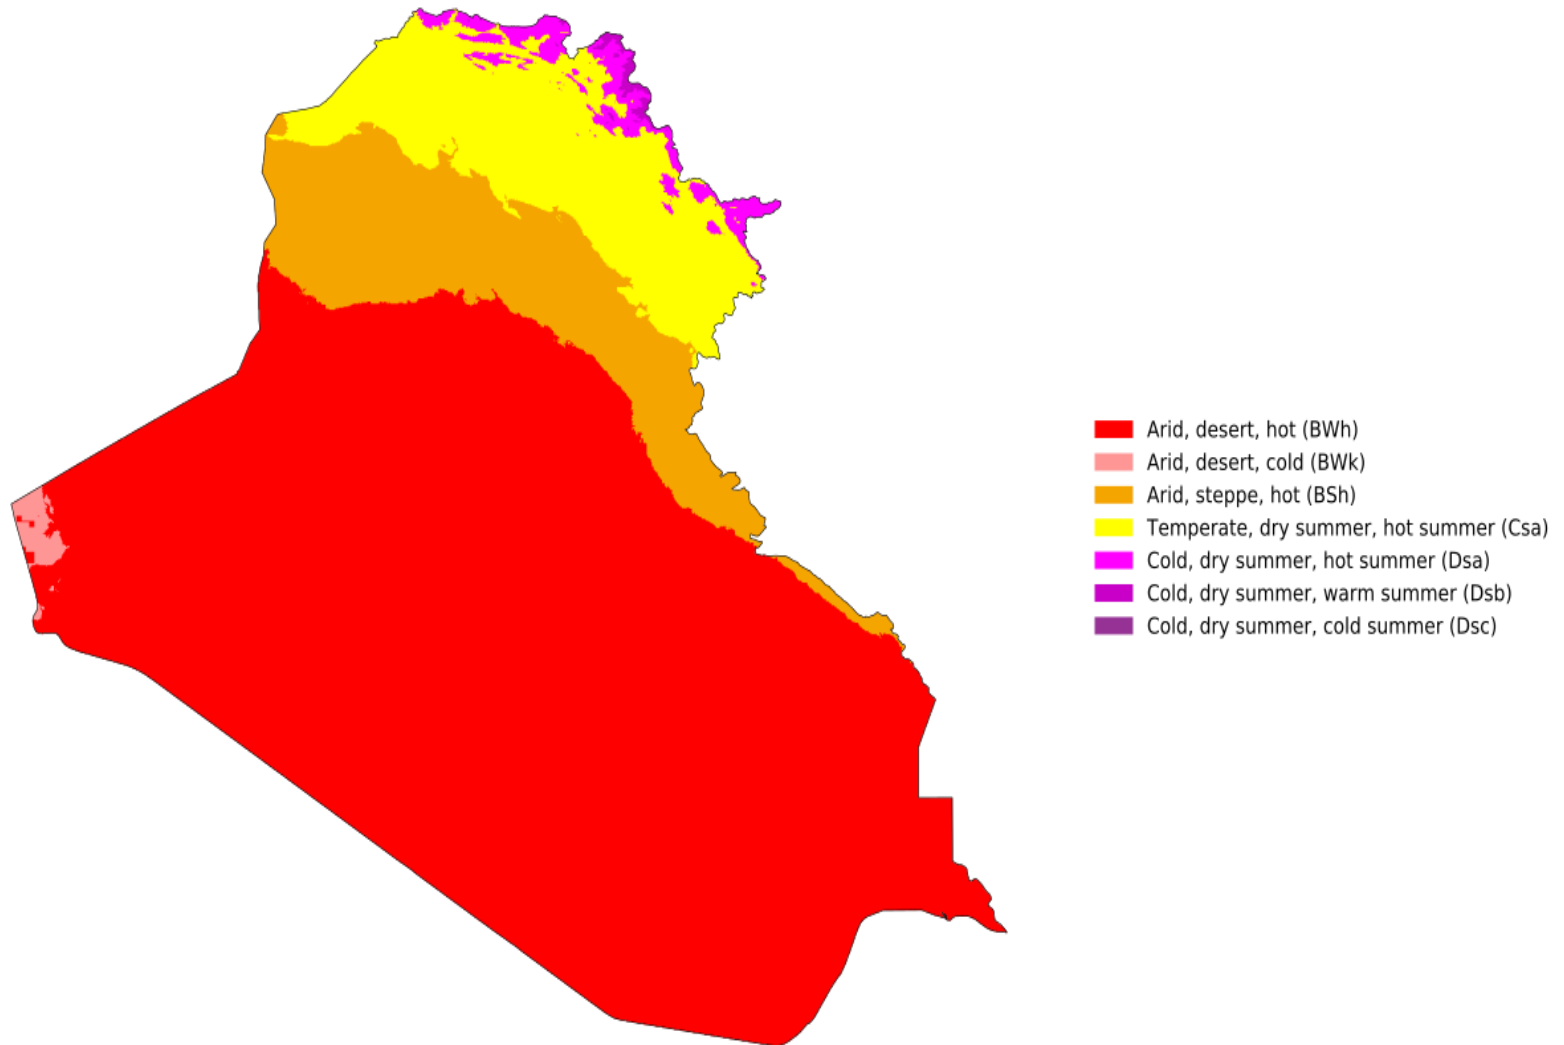 Arid, desert, hot (BWh)
Arid, desert, cold (BWk)
Arid, steppe, hot (BSh)
Temperate, dry summer, hot summer (Csa)
Cold, dry summer, hot summer (Dsa)
Cold, dry summer, warm summer (Dsb)
Cold, dry summer, cold summer (Dsc)